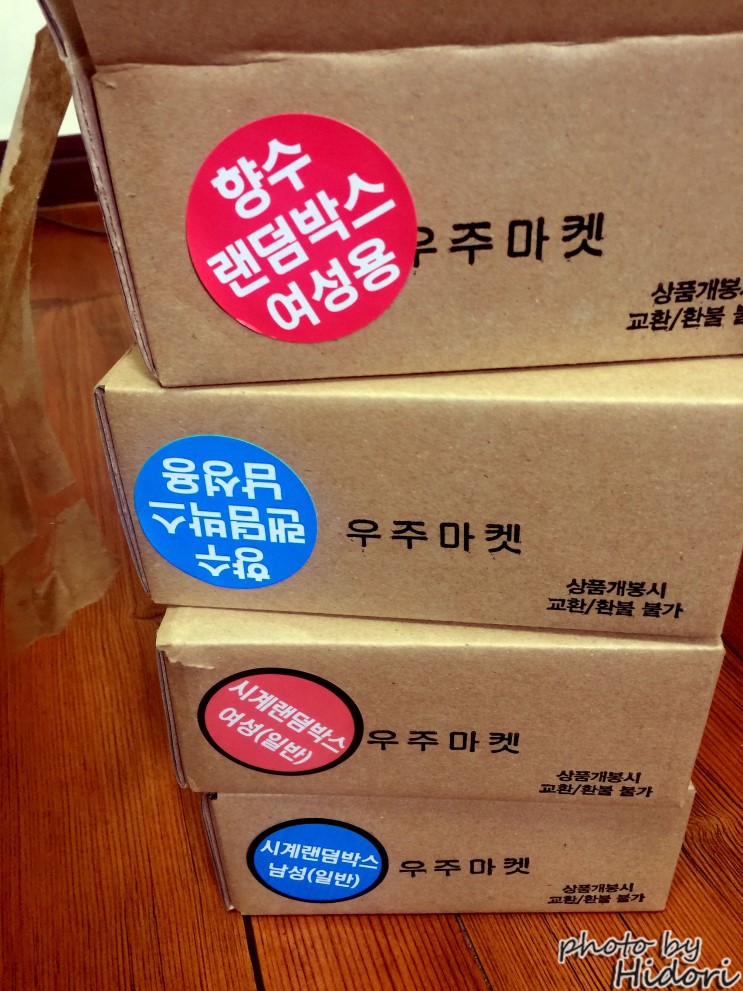 향수
랜덤박스
여성용
우주마켓
상품개봉시
교환/환불 불
향수
랜덤박스
남성용
우주마켓
상품개봉시
교환/환불 불가
시계랜덤박스
여성(일반)
우주마켓
상품개봉시
교환/환불 불가
시계랜덤박스
남성(일반)
우주마켓
상품개봉시
교환/환불 불가
photo by
Hidori